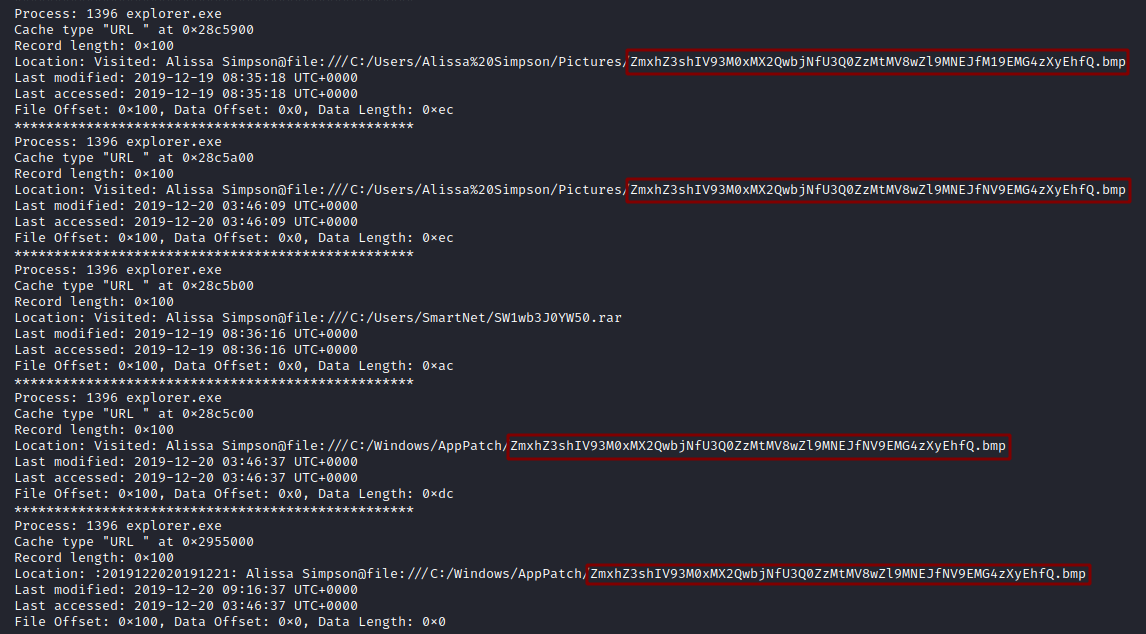 Process: 1396 explorer.exe
Cache type "URL " at 0×28c5900
Record length: 0×100
Location: Visited: Alissa Simpson@file:///C:/Users/Alissa%20Simpson/Pictures/ZmxhZ3shIV93M0xMX2QwbjNfU3Q0ZzMtMV8wZl9MNEJfM19EMG4zXyEhfQ.bmp
Last modified: 2019-12-19 08:35:18 UTC+0000
Last accessed: 2019-12-19 08:35:18 UTC+0000
File Offset: 0×100, Data Offset: 0×0, Data Length: 0×ec
**************************************************
Process: 1396 explorer.exe
Cache type "URL " at 0×28c5a00
Record length: 0×100
Location: Visited: Alissa Simpson@file:///C:/Users/Alissa%20Simpson/Pictures/ZmxhZ3shIV93M0xMX2QwbjNfU3Q0ZzMtMV8wZl9MNEJfNV9EMG4zXyEhfQ.bmp
Last modified: 2019-12-20 03:46:09 UTC+0000
Last accessed: 2019-12-20 03:46:09 UTC+0000
File Offset: 0×100, Data Offset: 0×0, Data Length: 0×ec
**************************************************
Process: 1396 explorer.exe
Cache type "URL " at 0×28c5b00
Record length: 0×100
Location: Visited: Alissa Simpson@file:///C:/Users/SmartNet/SW1wb3J0YW50.rar
Last modified: 2019-12-19 08:36:16 UTC+0000
Last accessed: 2019-12-19 08:36:16 UTC+0000
File Offset: 0×100, Data Offset: 0×0, Data Length: 0×ac
**************************************************
Process: 1396 explorer.exe
Cache type "URL " at 0×28c5c00
Record length: 0×100
Location: Visited: Alissa Simpson@file:///C:/Windows/AppPatch/ZmxhZ3shIV93M0xMX2QwbjNfU3Q0ZzMtMV8wZl9MNEJfNV9EMG4zXyEhfQ.bmp
Last modified: 2019-12-20 03:46:37 UTC+0000
Last accessed: 2019-12-20 03:46:37 UTC+0000
File Offset: 0×100, Data Offset: 0×0, Data Length: 0×dc
**************************************************
Process: 1396 explorer.exe
Cache type "URL " at 0×2955000
Record length: 0×100
Location: :2019122020191221: Alissa Simpson@file:///C:/Windows/AppPatch/ZmxhZ3shIV93M0xMX2QwbjNfU3Q0ZzMtMV8wZl9MNEJfNV9EMG4zXyEhfQ.bmp
Last modified: 2019-12-20 09:16:37 UTC+0000
Last accessed: 2019-12-20 03:46:37 UTC+0000
File Offset: 0×100, Data Offset: 0×0, Data Length: 0×0